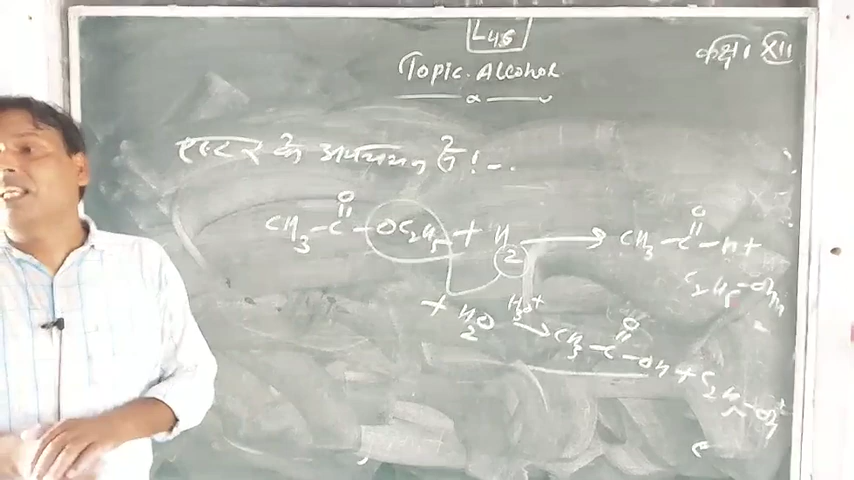 L45
कक्षा XII
Topic. Alcohol
एस्टर के अपचयन से ! -.
CH3-C(=O)-OC2H5 + H2 → CH3-C(=O)-H +
C2H5-OH
+ H2O H3O+ → CH3-C(=O)-OH + C2H5-OH